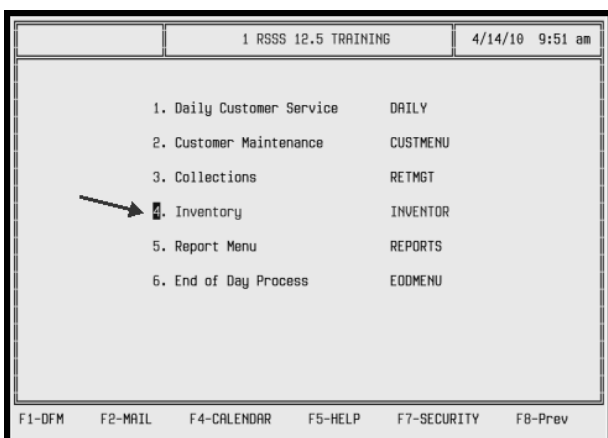 1 RSSS 12.5 TRAINING 4/14/10 9:51 am
1. Daily Customer Service DAILY
2. Customer Maintenance CUSTMENU
3. Collections RETMGT
4. Inventory INVENTOR
5. Report Menu REPORTS
6. End of Day Process EODMENU
F1-DFM F2-MAIL F4-CALENDAR F5-HELP F7-SECURITY F8-Prev